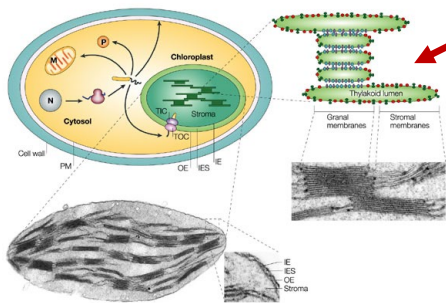 P
M
Chloroplast
N
TIC
Stroma
Cytosol
TOC
Cell wall
PM
OE
IES
IE
Thylakoid lumen
Granal
membranes
Stromal
membranes
IE
IES
OE
Stroma